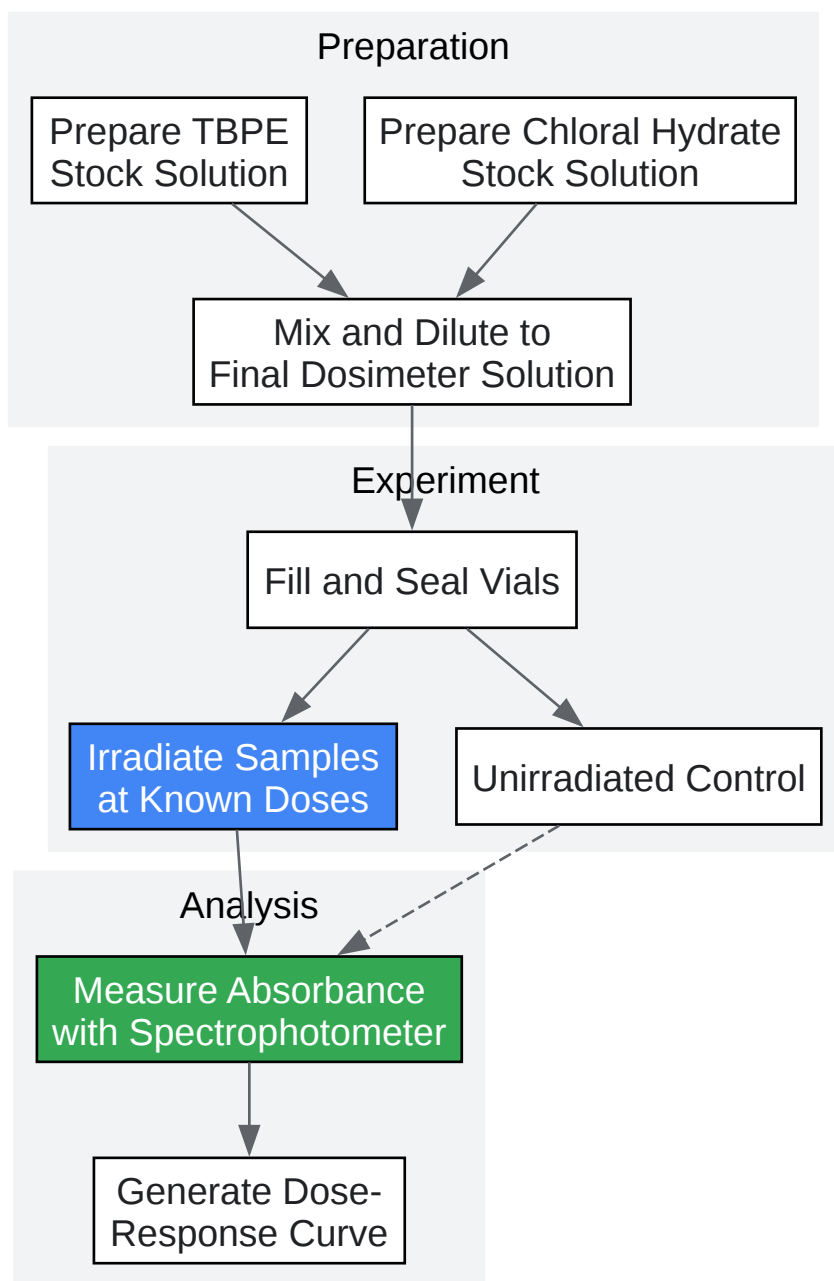 Preparation
Prepare TBPE
Stock Solution
Prepare Chloral Hydrate
Stock Solution
Mix and Dilute to
Final Dosimeter Solution
Experiment
Fill and Seal Vials
Irradiate Samples
at Known Doses
Unirradiated Control
Analysis
Measure Absorbance
with Spectrophotometer
Generate Dose-
Response Curve